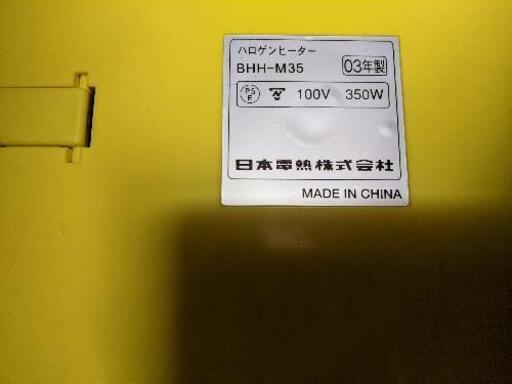 ハロゲンヒーター
BHH-M35 03年製
PS E 100V 350W
日本電熱株式会社
MADE IN CHINA